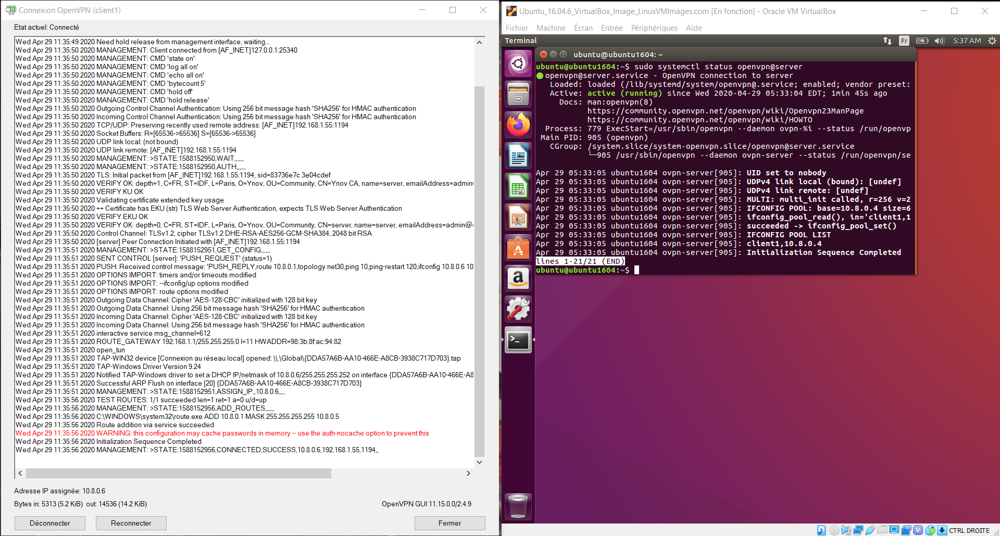 Connexion OpenVPN (client1)
Etat actuel: Connecté
Wed Apr 29 11:35:49 2020 Need hold release from management interface, waiting...
Wed Apr 29 11:35:50 2020 MANAGEMENT: Client connected from [AF_INET]127.0.0.1:25340
Wed Apr 29 11:35:50 2020 MANAGEMENT: CMD 'state on'
Wed Apr 29 11:35:50 2020 MANAGEMENT: CMD 'log all on'
Wed Apr 29 11:35:50 2020 MANAGEMENT: CMD 'echo all on'
Wed Apr 29 11:35:50 2020 MANAGEMENT: CMD 'bytecount 5'
Wed Apr 29 11:35:50 2020 MANAGEMENT: CMD 'hold off'
Wed Apr 29 11:35:50 2020 MANAGEMENT: CMD 'hold release'
Wed Apr 29 11:35:50 2020 Outgoing Control Channel Authentication: Using 256 bit message hash 'SHA256' for HMAC authentication
Wed Apr 29 11:35:50 2020 Incoming Control Channel Authentication: Using 256 bit message hash 'SHA256' for HMAC authentication
Wed Apr 29 11:35:50 2020 TCP/UDP: Preserving recently used remote address: [AF_INET]192.168.1.55:1194
Wed Apr 29 11:35:50 2020 Socket Buffers: R=[65536->65536] S=[65536->65536]
Wed Apr 29 11:35:50 2020 UDP link local: (not bound)
Wed Apr 29 11:35:50 2020 UDP link remote: [AF_INET]192.168.1.55:1194
Wed Apr 29 11:35:50 2020 MANAGEMENT: >STATE:1588152950,WAIT,,,,,,
Wed Apr 29 11:35:50 2020 MANAGEMENT: >STATE:1588152950,AUTH,,,,,,
Wed Apr 29 11:35:50 2020 TLS: Initial packet from [AF_INET]192.168.1.55:1194, sid=83736e7c 3e04cdef
Wed Apr 29 11:35:50 2020 VERIFY OK: depth=1, C=FR, ST=IDF, L=Paris, O=Ynov, OU=Community, CN=Ynov CA, name=server, emailAddress=admin
Wed Apr 29 11:35:50 2020 VERIFY KU OK
Wed Apr 29 11:35:50 2020 Validating certificate extended key usage
Wed Apr 29 11:35:50 2020 ++ Certificate has EKU (str) TLS Web Server Authentication, expects TLS Web Server Authentication
Wed Apr 29 11:35:50 2020 VERIFY EKU OK
Wed Apr 29 11:35:50 2020 VERIFY OK: depth=0, C=FR, ST=IDF, L=Paris, O=Ynov, OU=Community, CN=server, name=server, emailAddress=admin@
Wed Apr 29 11:35:50 2020 Control Channel: TLSv1.2, cipher TLSv1.2 DHE-RSA-AES256-GCM-SHA384, 2048 bit RSA
Wed Apr 29 11:35:50 2020 [server] Peer Connection Initiated with [AF_INET]192.168.1.55:1194
Wed Apr 29 11:35:51 2020 MANAGEMENT: >STATE:1588152951,GET_CONFIG,,,,,,
Wed Apr 29 11:35:51 2020 SENT CONTROL [server]: 'PUSH_REQUEST' (status=1)
Wed Apr 29 11:35:51 2020 PUSH: Received control message: 'PUSH_REPLY,route 10.8.0.1,topology net30,ping 10,ping-restart 120,ifconfig 10.8.0.6 10
Wed Apr 29 11:35:51 2020 OPTIONS IMPORT: timers and/or timeouts modified
Wed Apr 29 11:35:51 2020 OPTIONS IMPORT: --ifconfig/up options modified
Wed Apr 29 11:35:51 2020 OPTIONS IMPORT: route options modified
Wed Apr 29 11:35:51 2020 Outgoing Data Channel: Cipher 'AES-128-CBC' initialized with 128 bit key
Wed Apr 29 11:35:51 2020 Outgoing Data Channel: Using 256 bit message hash 'SHA256' for HMAC authentication
Wed Apr 29 11:35:51 2020 Incoming Data Channel: Cipher 'AES-128-CBC' initialized with 128 bit key
Wed Apr 29 11:35:51 2020 Incoming Data Channel: Using 256 bit message hash 'SHA256' for HMAC authentication
Wed Apr 29 11:35:51 2020 interactive service msg_channel=612
Wed Apr 29 11:35:51 2020 ROUTE_GATEWAY 192.168.1.1/255.255.255.0 I=11 HWADDR=98:3b:8f:ac:94:82
Wed Apr 29 11:35:51 2020 open_tun
Wed Apr 29 11:35:51 2020 TAP-WIN32 device [Connexion au réseau local] opened: \\.\Global\{DDA57A6B-AA10-466E-A8CB-3938C717D703}.tap
Wed Apr 29 11:35:51 2020 TAP-Windows Driver Version 9.24
Wed Apr 29 11:35:51 2020 Notified TAP-Windows driver to set a DHCP IP/netmask of 10.8.0.6/255.255.255.252 on interface {DDA57A6B-AA10-466E-A8
Wed Apr 29 11:35:51 2020 Successful ARP Flush on interface [20] {DDA57A6B-AA10-466E-A8CB-3938C717D703}
Wed Apr 29 11:35:51 2020 MANAGEMENT: >STATE:1588152951,ASSIGN_IP,,10.8.0.6,,,,
Wed Apr 29 11:35:56 2020 TEST ROUTES: 1/1 succeeded len=1 ret=1 a=0 u/d=up
Wed Apr 29 11:35:56 2020 MANAGEMENT: >STATE:1588152956,ADD_ROUTES,,,,,,
Wed Apr 29 11:35:56 2020 C:\WINDOWS\system32\route.exe ADD 10.8.0.1 MASK 255.255.255.255 10.8.0.5
Wed Apr 29 11:35:56 2020 Route addition via service succeeded
Wed Apr 29 11:35:56 2020 WARNING: this configuration may cache passwords in memory -- use the auth-nocache option to prevent this
Wed Apr 29 11:35:56 2020 Initialization Sequence Completed
Wed Apr 29 11:35:56 2020 MANAGEMENT: >STATE:1588152956,CONNECTED,SUCCESS,10.8.0.6,192.168.1.55,1194,,
Adresse IP assignée: 10.8.0.6
Bytes in: 5313 (5.2 KiB) out: 14536 (14.2 KiB)
OpenVPN GUI 11.15.0.0/2.4.9
Déconnecter
Reconnecter
Fermer
Ubuntu_16.04.6_VirtualBox_Image_LinuxVMImages.com [En fonction] - Oracle VM VirtualBox
Fichier Machine Écran Entrée Périphériques Aide
Terminal
Fr
5:37 AM
ubuntu@ubuntu1604: ~
ubuntu@ubuntu1604:~$ sudo systemctl status openvpn@server
openvpn@server.service - OpenVPN connection to server
Loaded: loaded (/lib/systemd/system/openvpn@.service; enabled; vendor preset:
Active: active (running) since Wed 2020-04-29 05:33:04 EDT; 1min 45s ago
Docs: man:openvpn(8)
https://community.openvpn.net/openvpn/wiki/Openvpn23ManPage
https://community.openvpn.net/openvpn/wiki/HOWTO
Process: 779 ExecStart=/usr/sbin/openvpn --daemon ovpn-%i --status /run/openvp
Main PID: 905 (openvpn)
CGroup: /system.slice/system-openvpn.slice/openvpn@server.service
└─905 /usr/sbin/openvpn --daemon ovpn-server --status /run/openvpn/se
Apr 29 05:33:05 ubuntu1604 ovpn-server[905]: UID set to nobody
Apr 29 05:33:05 ubuntu1604 ovpn-server[905]: UDPv4 link local (bound): [undef]
Apr 29 05:33:05 ubuntu1604 ovpn-server[905]: UDPv4 link remote: [undef]
Apr 29 05:33:05 ubuntu1604 ovpn-server[905]: MULTI: multi_init called, r=256 v=2
Apr 29 05:33:05 ubuntu1604 ovpn-server[905]: IFCONFIG POOL: base=10.8.0.4 size=6
Apr 29 05:33:05 ubuntu1604 ovpn-server[905]: ifconfig_pool_read(), in='client1,1
Apr 29 05:33:05 ubuntu1604 ovpn-server[905]: succeeded -> ifconfig_pool_set()
Apr 29 05:33:05 ubuntu1604 ovpn-server[905]: IFCONFIG POOL LIST
Apr 29 05:33:05 ubuntu1604 ovpn-server[905]: client1,10.8.0.4
Apr 29 05:33:05 ubuntu1604 ovpn-server[905]: Initialization Sequence Completed
lines 1-21/21 (END)
ubuntu@ubuntu1604:~$
CTRL DROITE